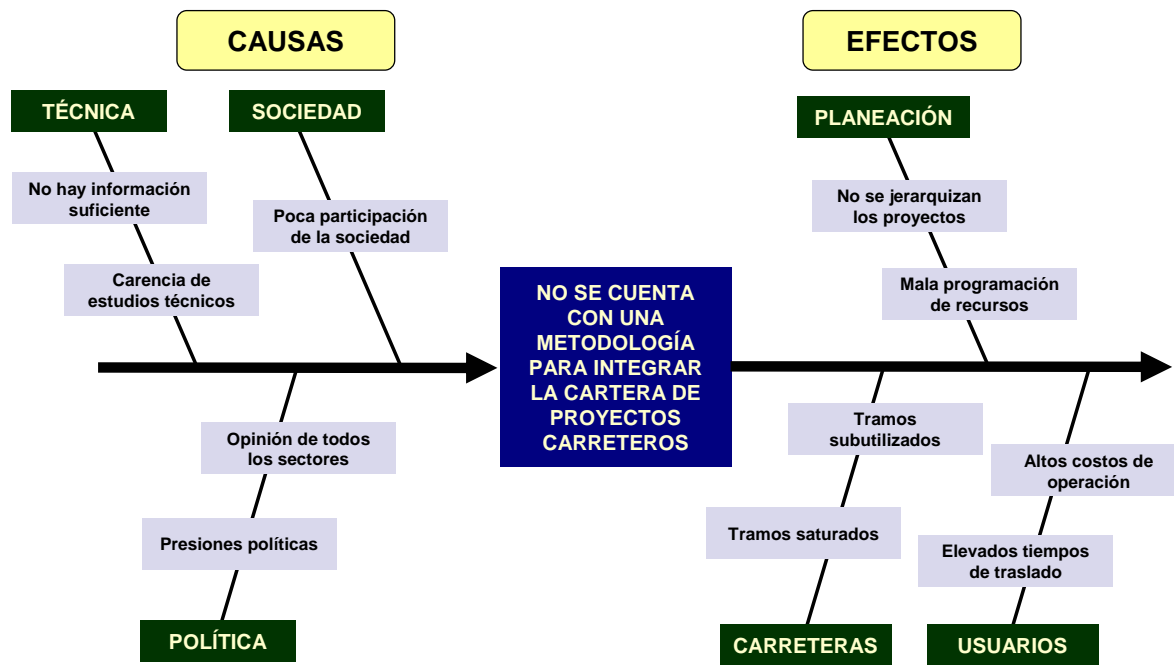 CAUSAS
EFECTOS
TÉCNICA
SOCIEDAD
PLANEACIÓN
No hay información
suficiente
Poca participación
de la sociedad
Carencia de
estudios técnicos
No se jerarquizan
los proyectos
Mala programación
de recursos
NO SE CUENTA
CON UNA
METODOLOGÍA
PARA INTEGRAR
LA CARTERA DE
PROYECTOS
CARRETEROS
Opinión de todos
los sectores
Presiones políticas
POLÍTICA
Tramos
subutilizados
Tramos saturados
CARRETERAS
Altos costos de
operación
Elevados tiempos
de traslado
USUARIOS